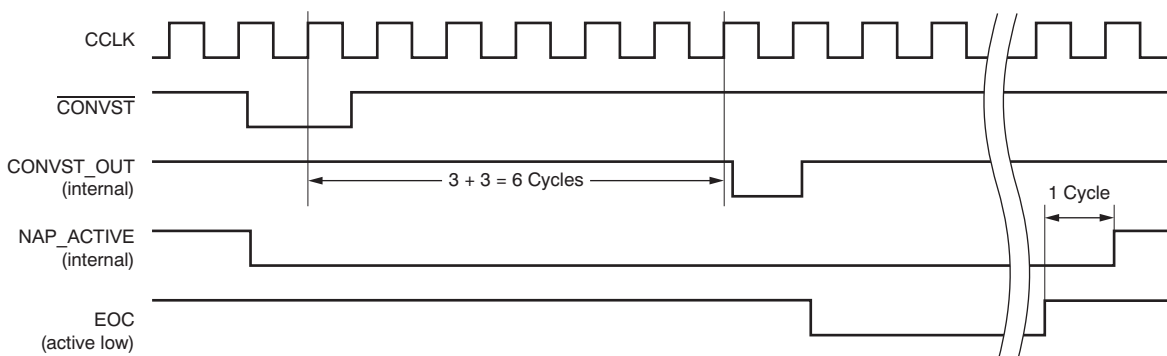 CCLK
CONVST
CONVST_OUT
(internal)
3 + 3 = 6 Cycles
1 Cycle
NAP_ACTIVE
(internal)
EOC
(active low)